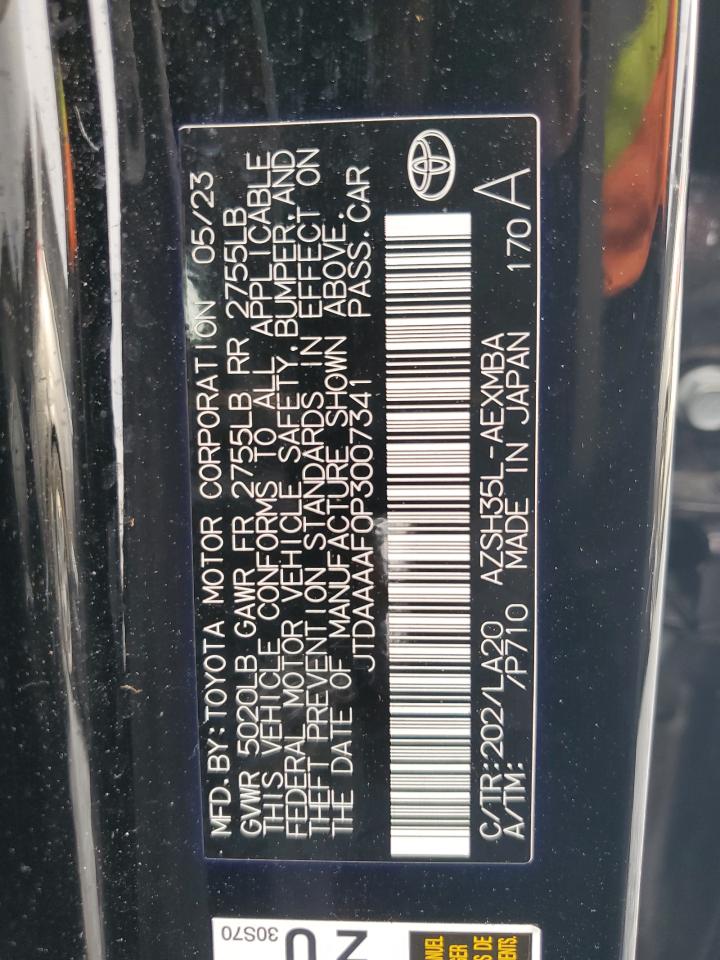 MFD.BY:TOYOTA MOTOR CORPORATION 05/23
GVWR 5020LB GAWR FR 2755LB RR 2755LB
THIS VEHICLE CONFORMS TO ALL APPLICABLE
FEDERAL MOTOR VEHICLE SAFETY, BUMPER, AND
THEFT PREVENTION STANDARDS IN EFFECT ON
THE DATE OF MANUFACTURE SHOWN ABOVE.
JTDAAAAF0P3007341 PASS.CAR
C/TR:202/LA20 AZSH35L-AEXMBA
A/TM: /P710 MADE IN JAPAN 170 A
30S70